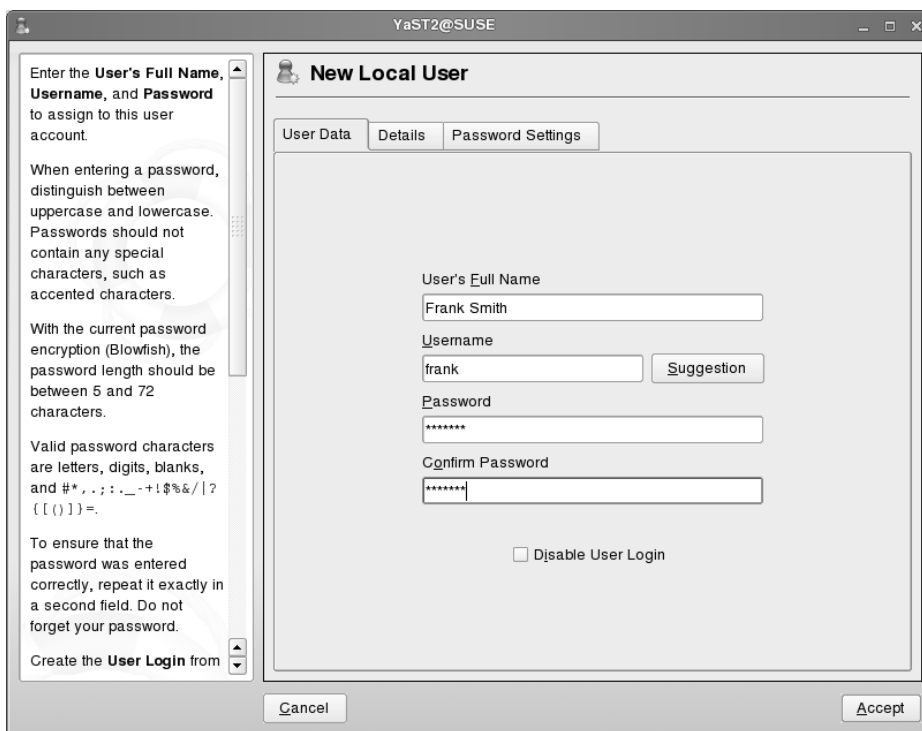 YaST2@SUSE
Enter the User's Full Name,
Username, and Password
to assign to this user
account.
When entering a password,
distinguish between
uppercase and lowercase.
Passwords should not
contain any special
characters, such as
accented characters.
With the current password
encryption (Blowfish), the
password length should be
between 5 and 72
characters.
Valid password characters
are letters, digits, blanks,
and #*,.;:._-+!$%&/|?
{[()]}=.
To ensure that the
password was entered
correctly, repeat it exactly in
a second field. Do not
forget your password.
Create the User Login from
New Local User
User Data
Details
Password Settings
User's Full Name
Frank Smith
Username
frank
Suggestion
Password
*******
Confirm Password
*******
Disable User Login
Cancel
Accept